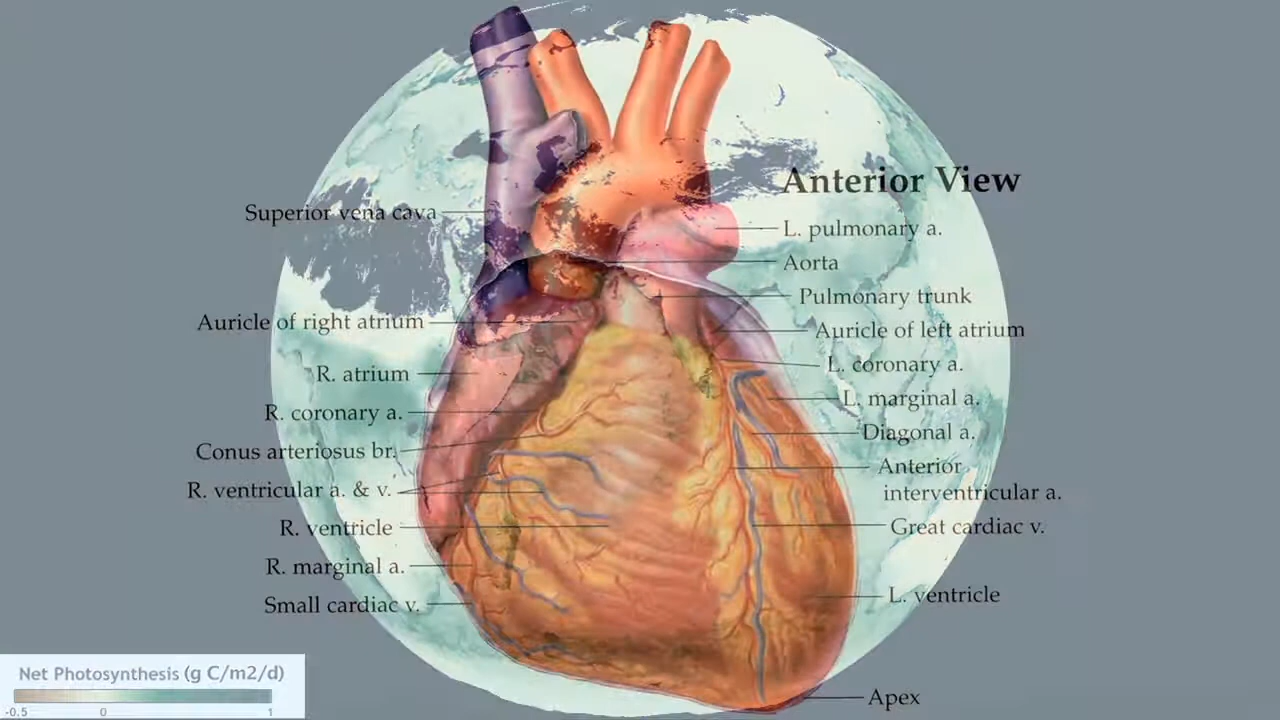 Anterior View
Superior vena cava
Auricle of right atrium
R. atrium
R. coronary a.
Conus arteriosus br.
R. ventricular a. & v.
R. ventricle
R. marginal a.
Small cardiac v.
L. pulmonary a.
Aorta
Pulmonary trunk
Auricle of left atrium
L. coronary a.
L. marginal a.
Diagonal a.
Anterior
interventricular a.
Great cardiac v.
L. ventricle
Apex
Net Photosynthesis (g C/m2/d)
-0.5 0 1